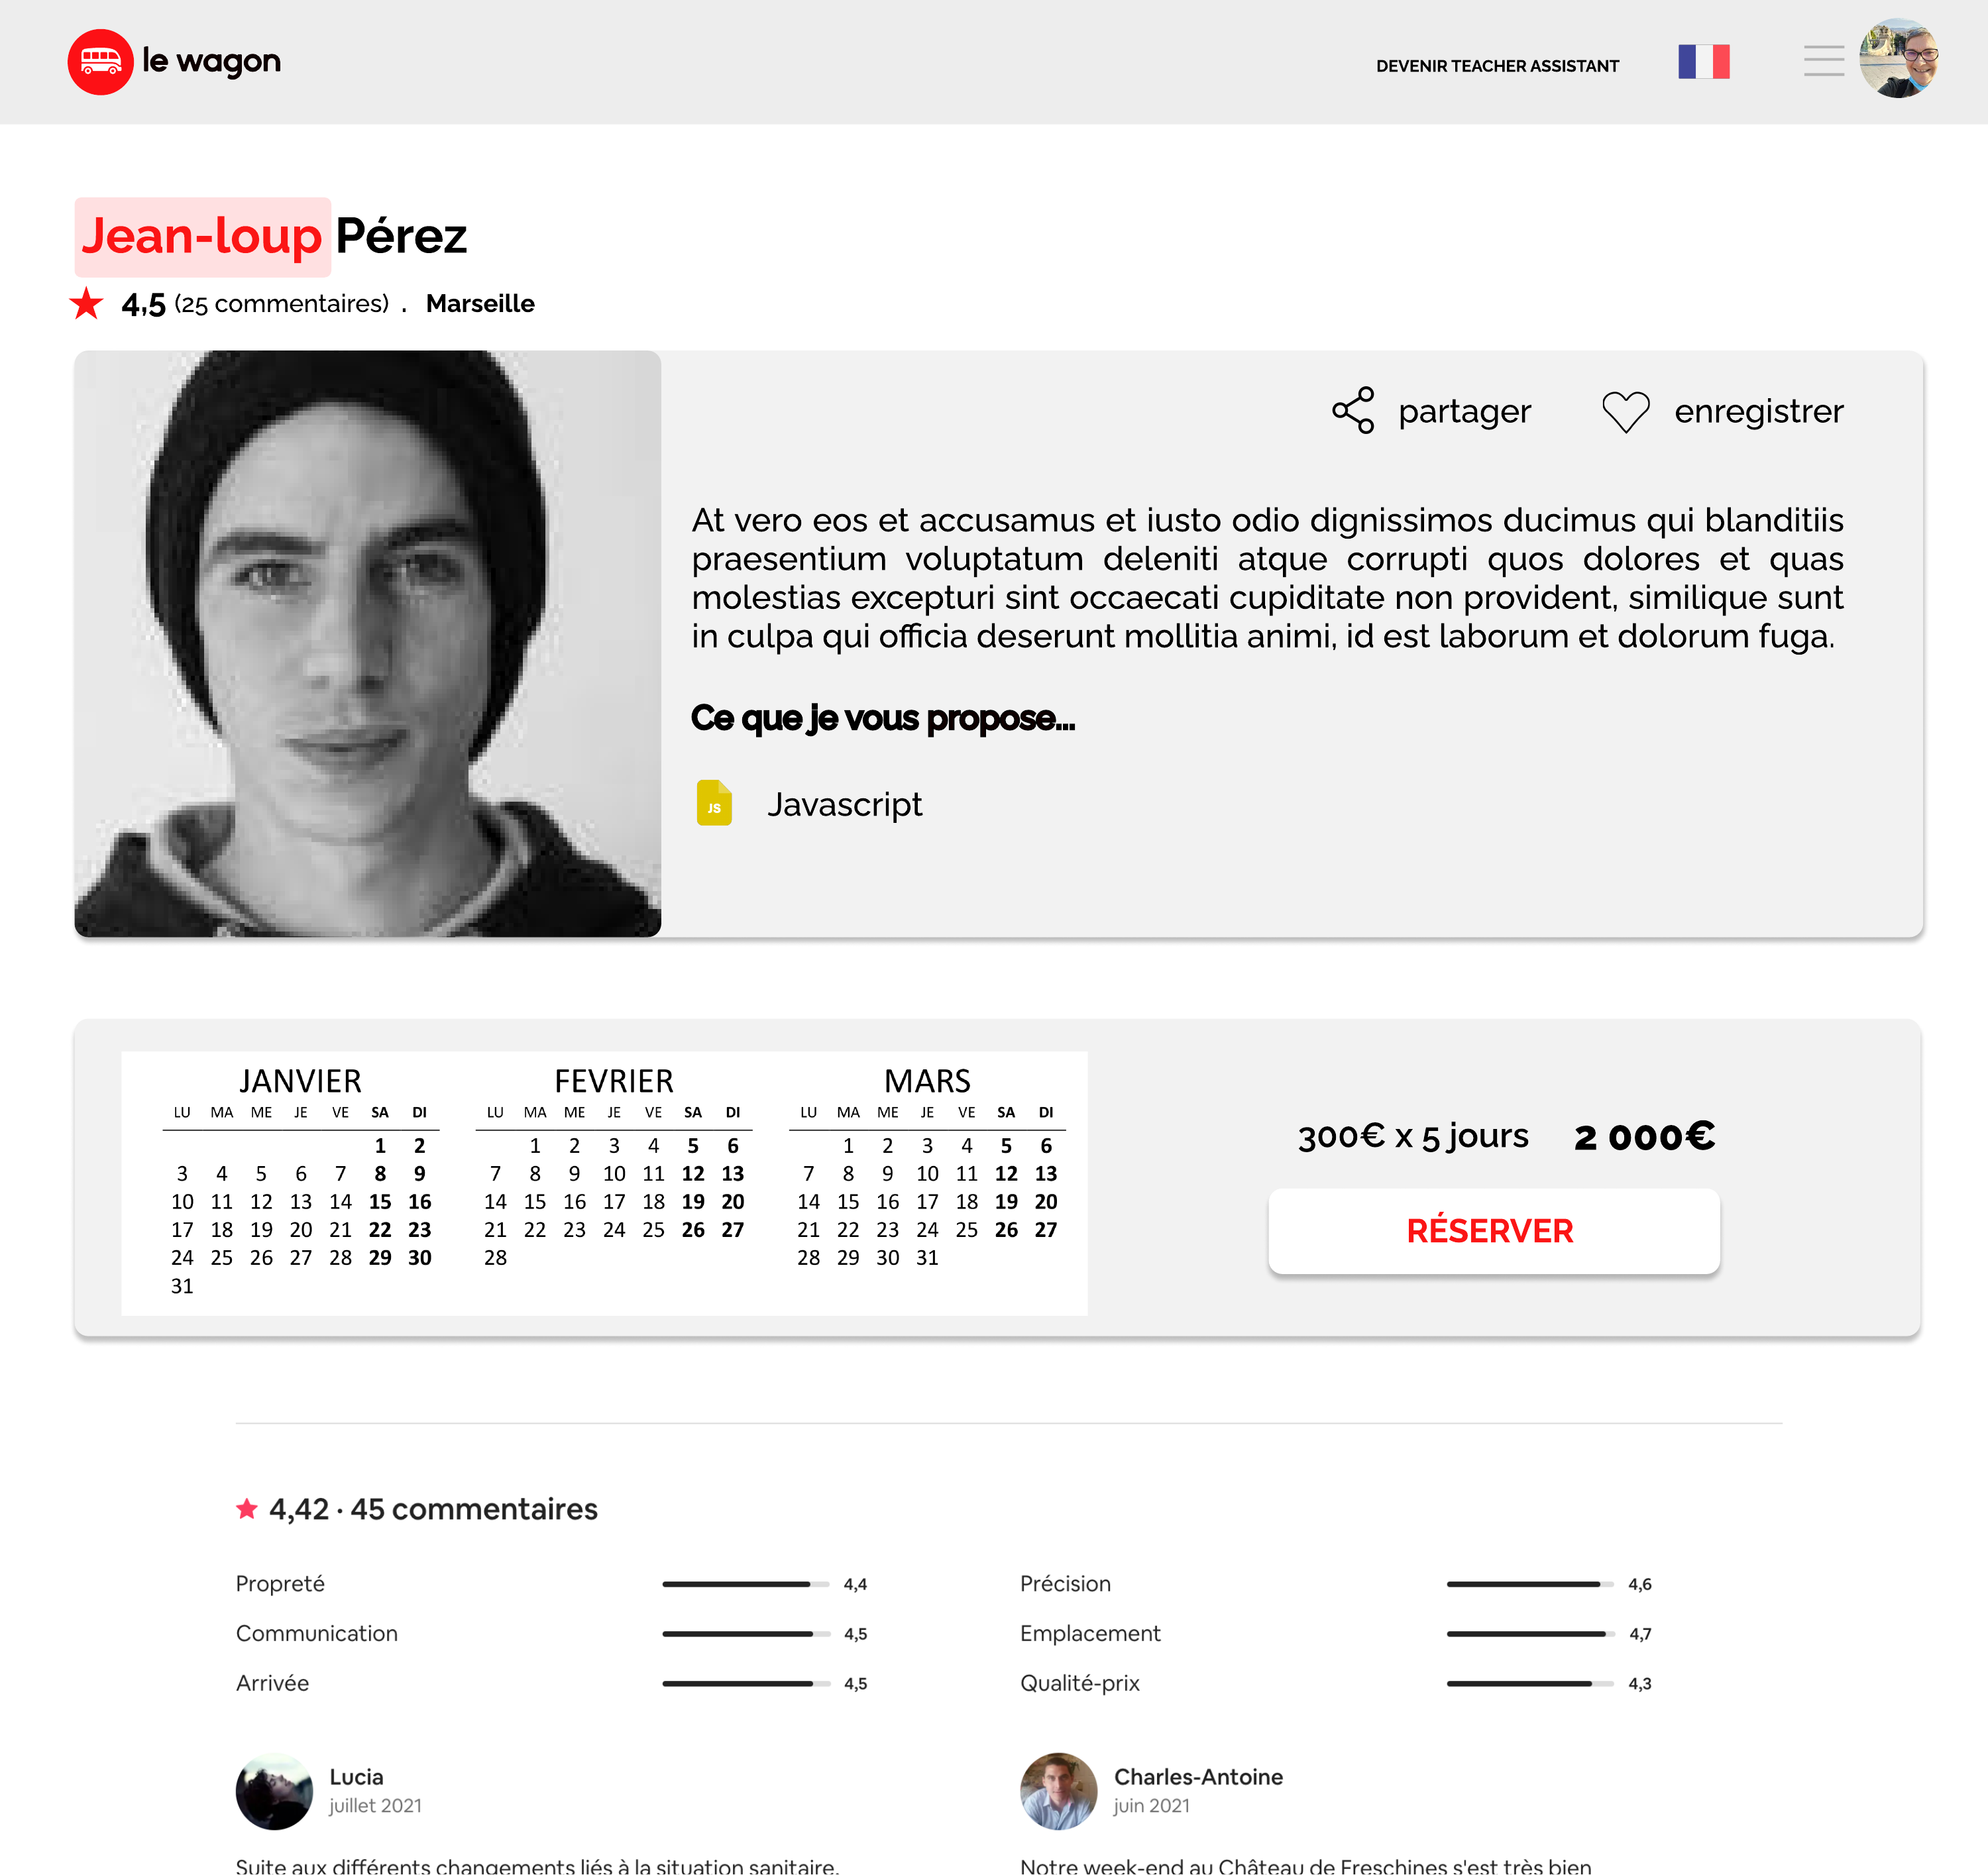 le wagon
DEVENIR TEACHER ASSISTANT
Jean-loup Pérez
4,5 (25 commentaires) . Marseille
partager enregistrer
At vero eos et accusamus et iusto odio dignissimos ducimus qui blanditiis
praesentium voluptatum deleniti atque corrupti quos dolores et quas
molestias excepturi sint occaecati cupiditate non provident, similique sunt
in culpa qui officia deserunt mollitia animi, id est laborum et dolorum fuga.
Ce que je vous propose...
JS Javascript
JANVIER
LU MA ME JE VE SA DI
1 2
3 4 5 6 7 8 9
10 11 12 13 14 15 16
17 18 19 20 21 22 23
24 25 26 27 28 29 30
31
FEVRIER
LU MA ME JE VE SA DI
1 2 3 4 5 6
7 8 9 10 11 12 13
14 15 16 17 18 19 20
21 22 23 24 25 26 27
28
MARS
LU MA ME JE VE SA DI
1 2 3 4 5 6
7 8 9 10 11 12 13
14 15 16 17 18 19 20
21 22 23 24 25 26 27
28 29 30 31
300€ x 5 jours 2 000€
RÉSERVER
4,42 · 45 commentaires
Propreté 4,4
Précision 4,6
Communication 4,5
Emplacement 4,7
Arrivée 4,5
Qualité-prix 4,3
Lucia
juillet 2021
Suite aux différents changements liés à la situation sanitaire,
Charles-Antoine
juin 2021
Notre week-end au Château de Freschines s'est très bien